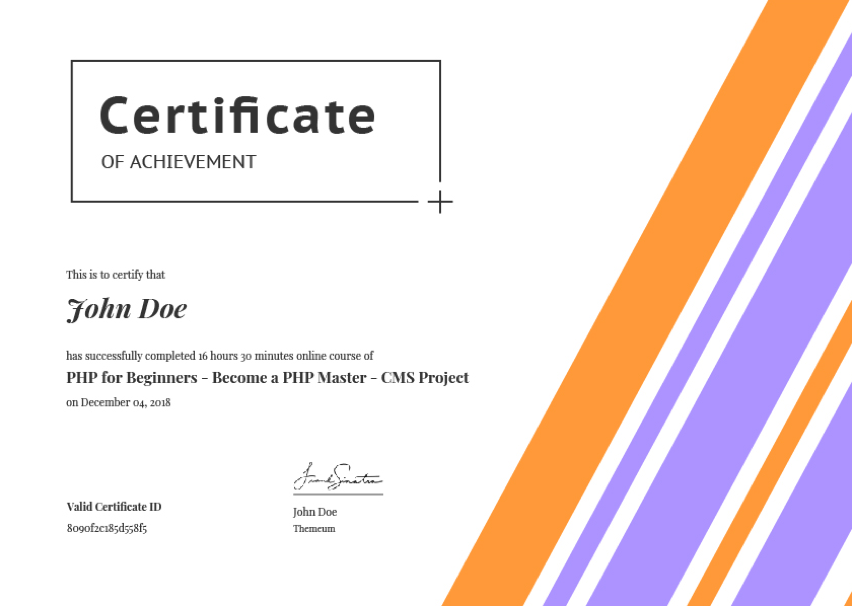 Certificate
OF ACHIEVEMENT
This is to certify that
John Doe
has successfully completed 16 hours 30 minutes online course of
PHP for Beginners - Become a PHP Master - CMS Project
on December 04, 2018
Frank Sinatra
Valid Certificate ID
John Doe
8090f2c185d558f5
Themeum